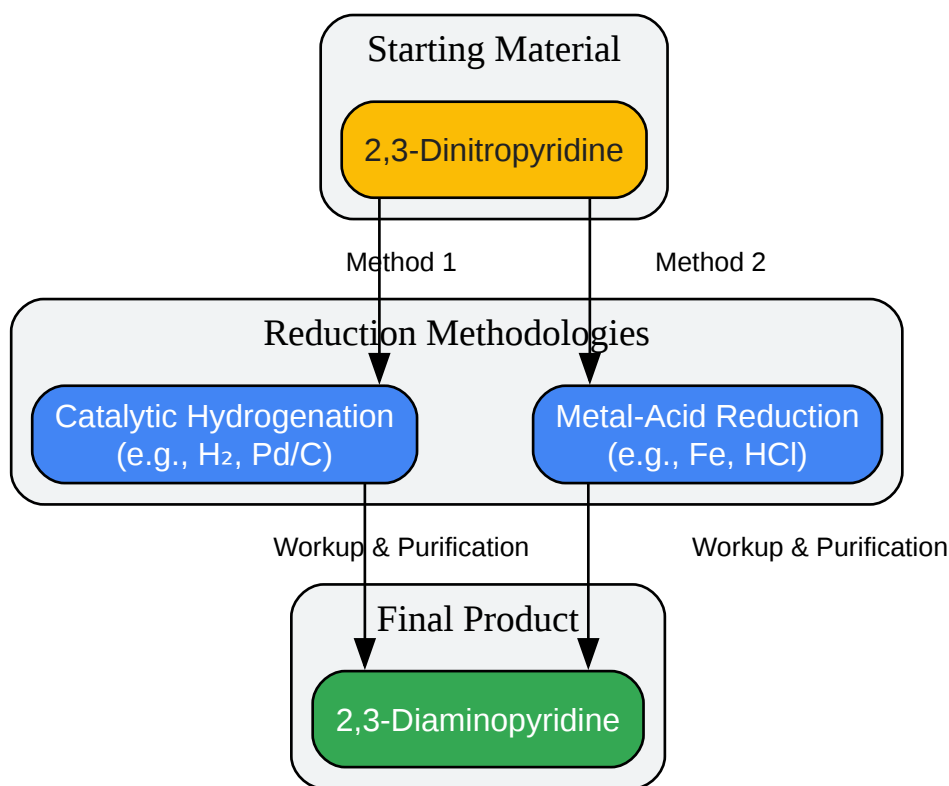 Starting Material
2,3-Dinitropyridine
Method 1
Method 2
Reduction Methodologies
Catalytic Hydrogenation
(e.g., H₂, Pd/C)
Metal-Acid Reduction
(e.g., Fe, HCl)
Workup & Purification
Workup & Purification
Final Product
2,3-Diaminopyridine